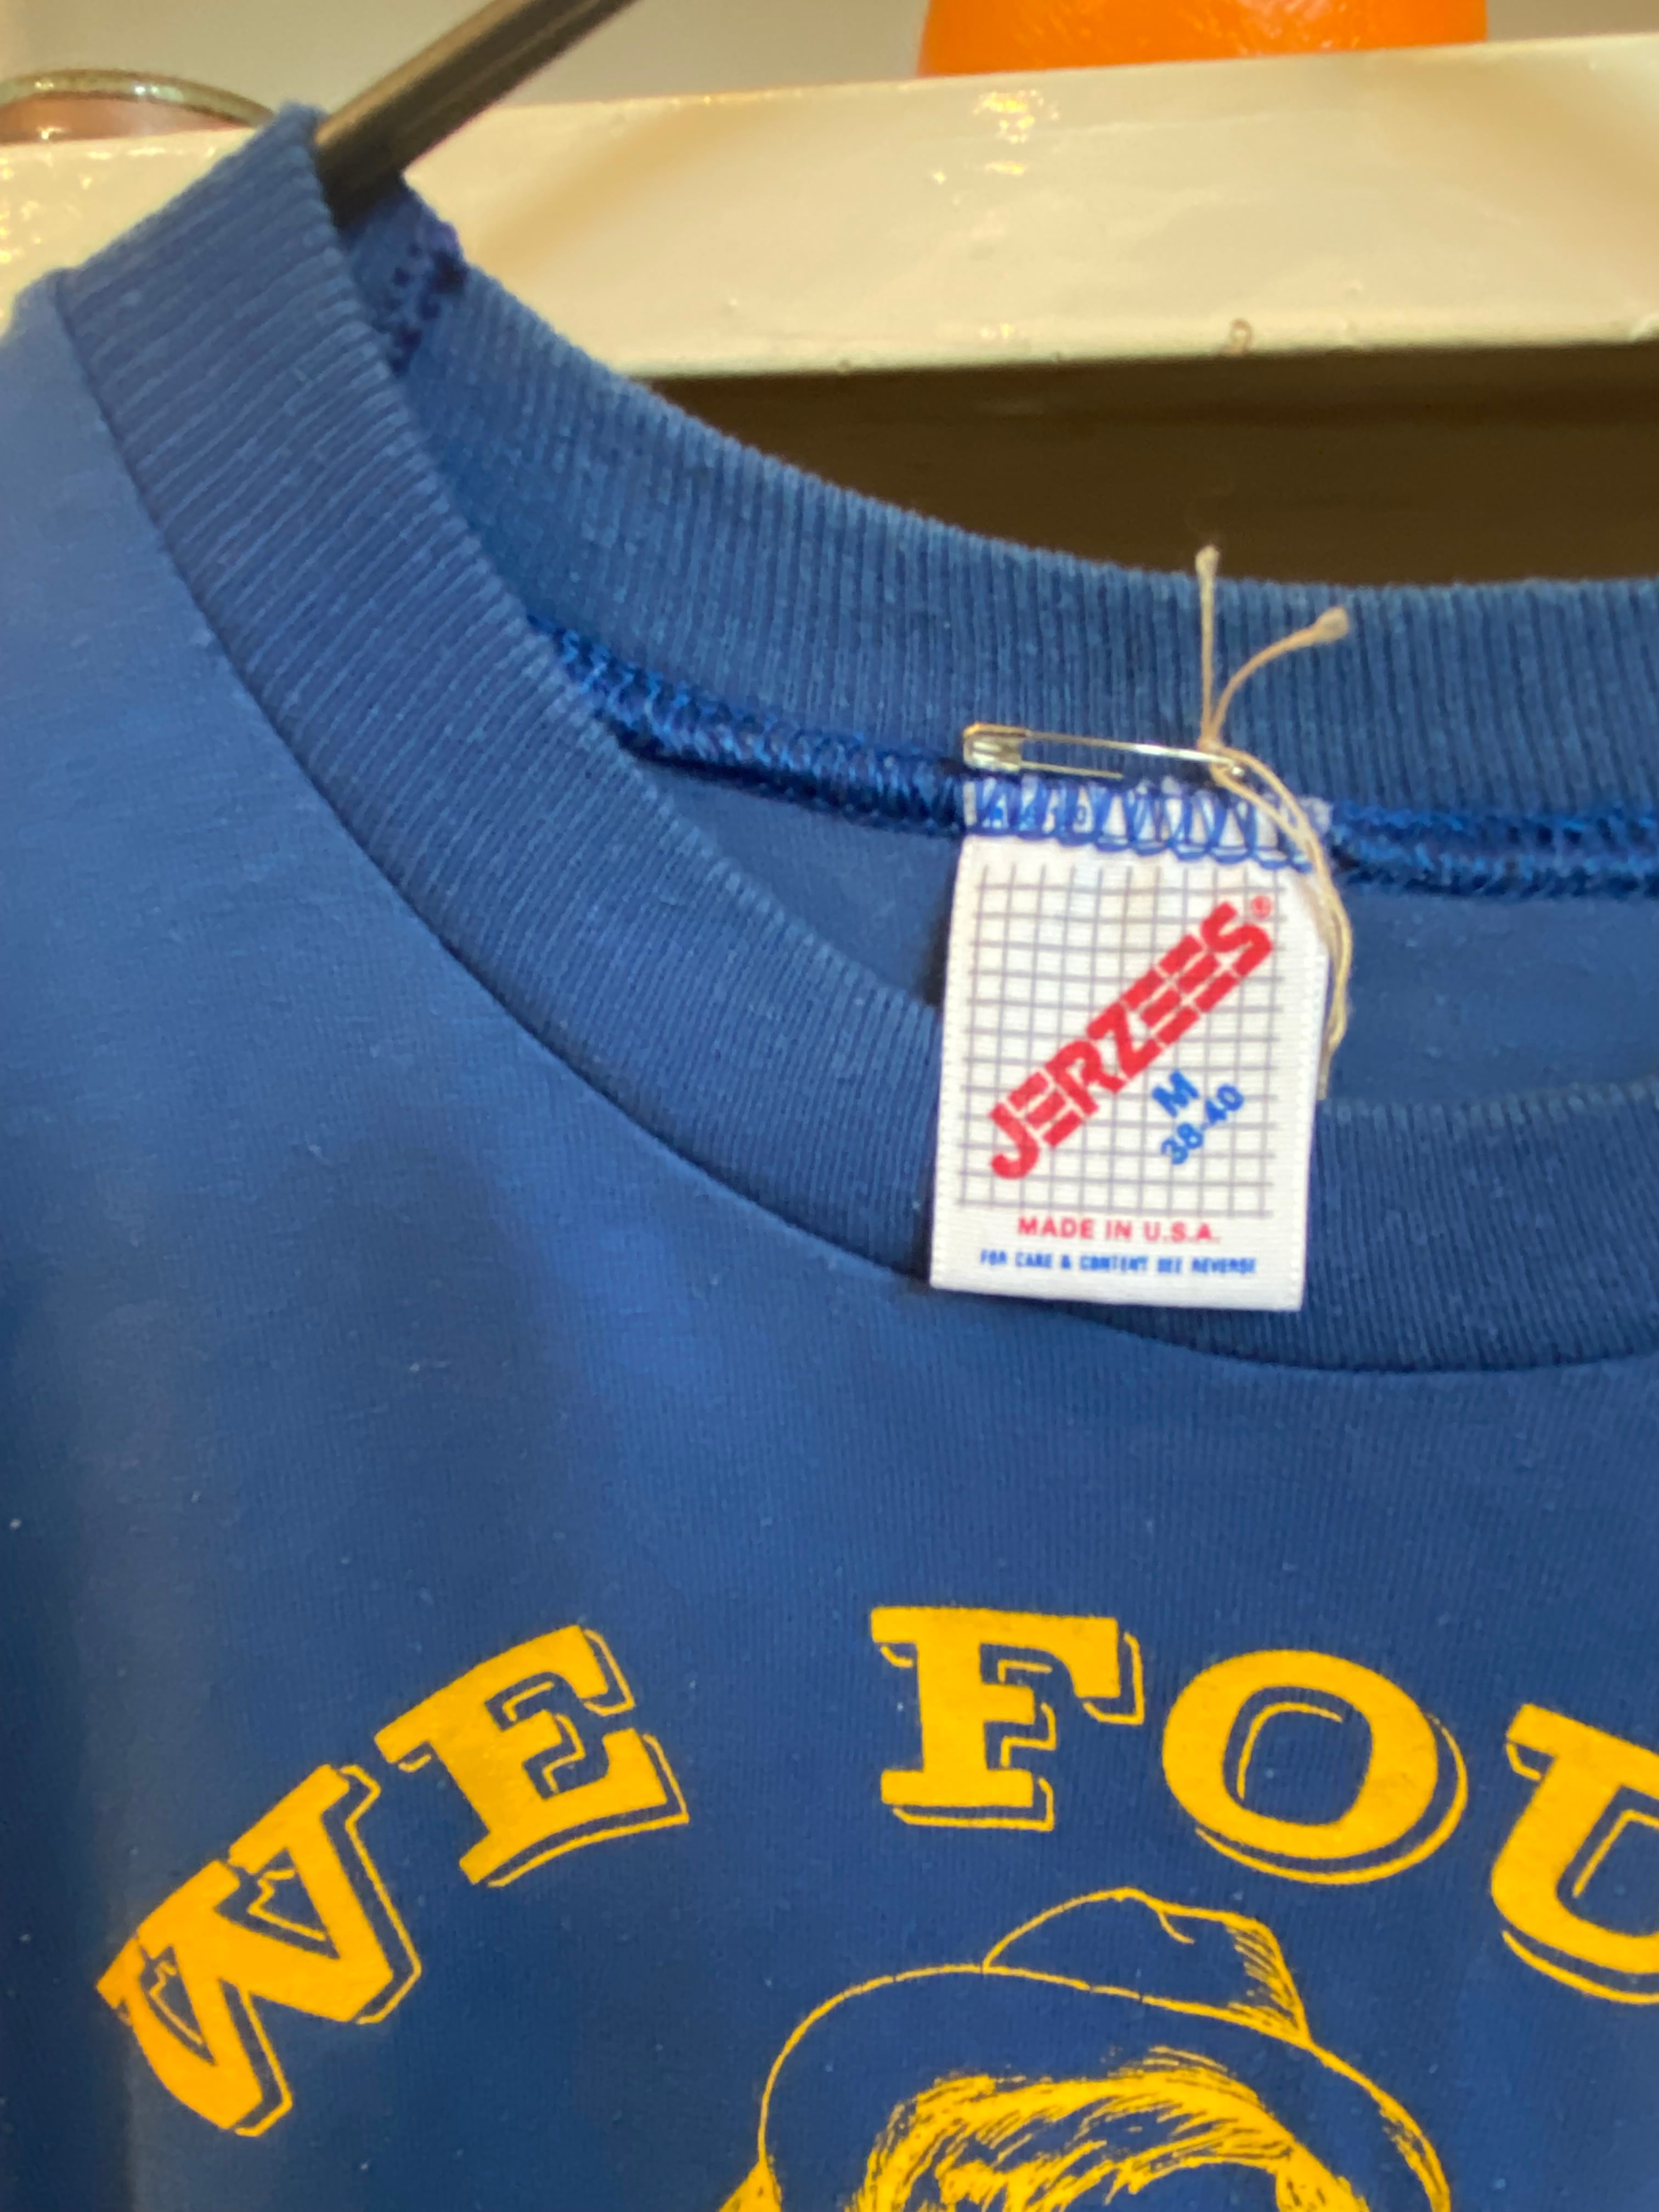 JERZEES®
M
38-40
MADE IN U.S.A.
FOR CARE & CONTENT SEE REVERSE
WE FOU